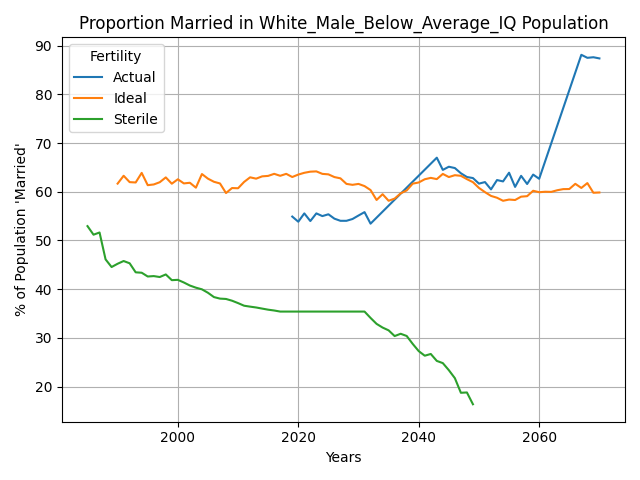 Proportion Married in White_Male_Below_Average_IQ Population
Fertility
Actual
Ideal
Sterile
% of Population 'Married'
90
80
70
60
50
40
30
20
2000
2020
2040
2060
Years